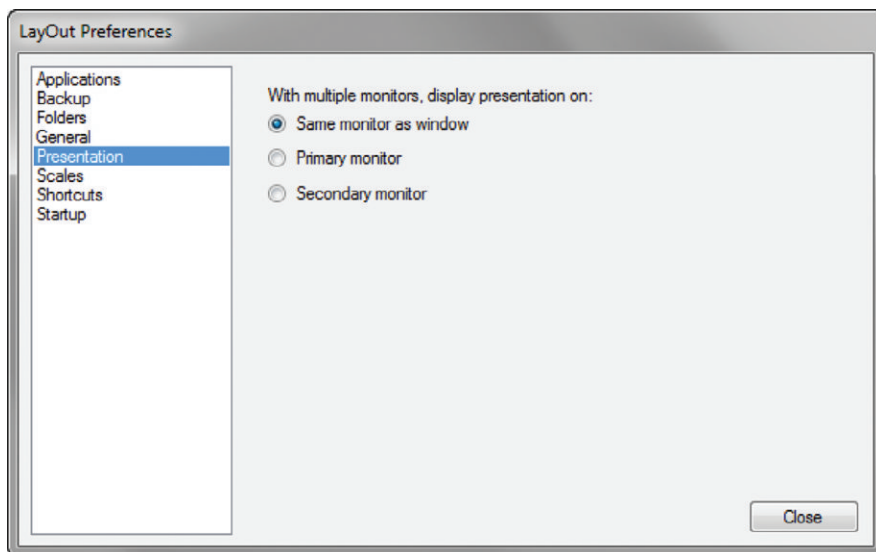 LayOut Preferences
Applications
Backup
Folders
General
Presentation
Scales
Shortcuts
Startup
With multiple monitors, display presentation on:
Same monitor as window
Primary monitor
Secondary monitor
Close